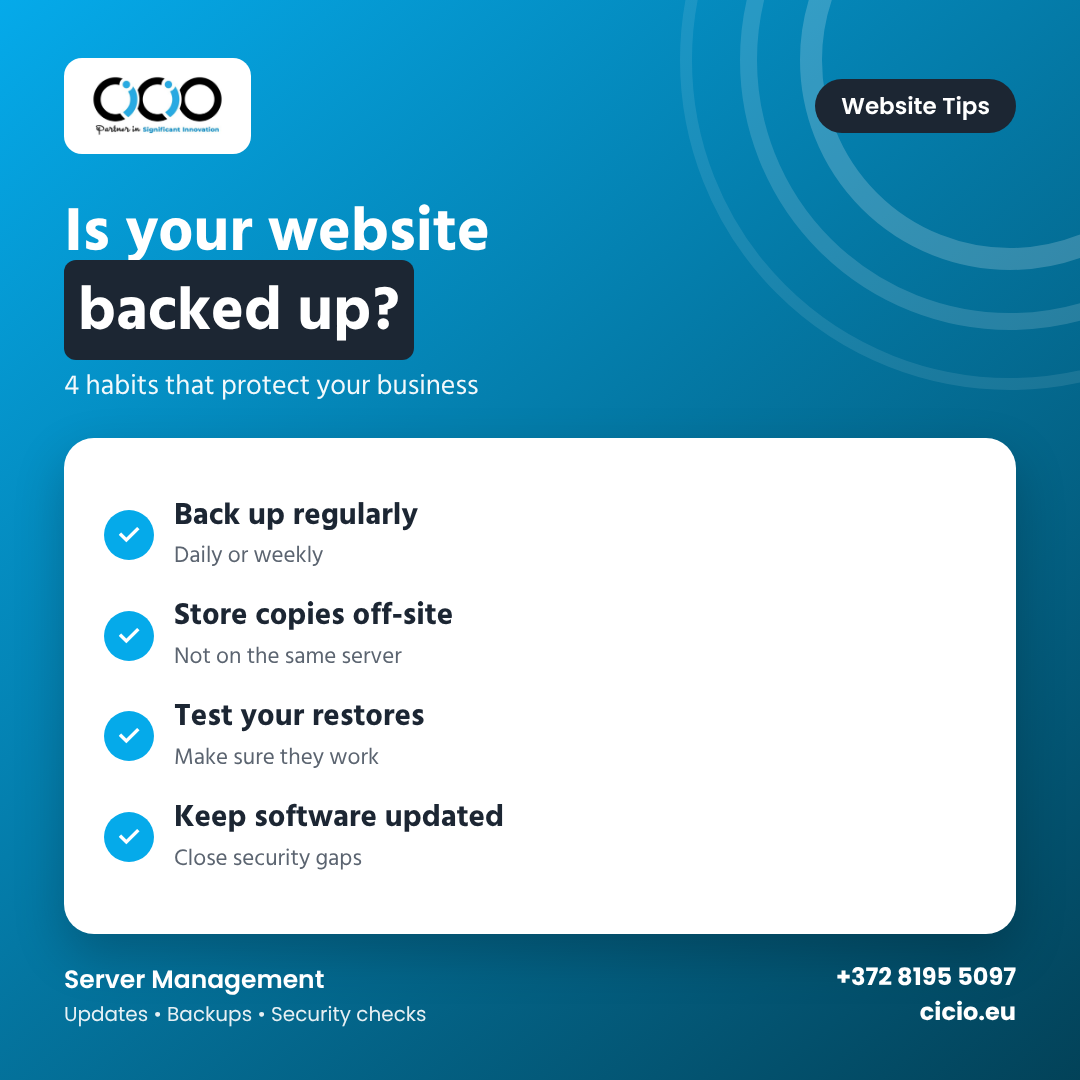 CiCiO
Partner in Significant Innovation
Website Tips
Is your website
backed up?
4 habits that protect your business
Back up regularly
Daily or weekly
Store copies off-site
Not on the same server
Test your restores
Make sure they work
Keep software updated
Close security gaps
Server Management
Updates • Backups • Security checks
+372 8195 5097
cicio.eu